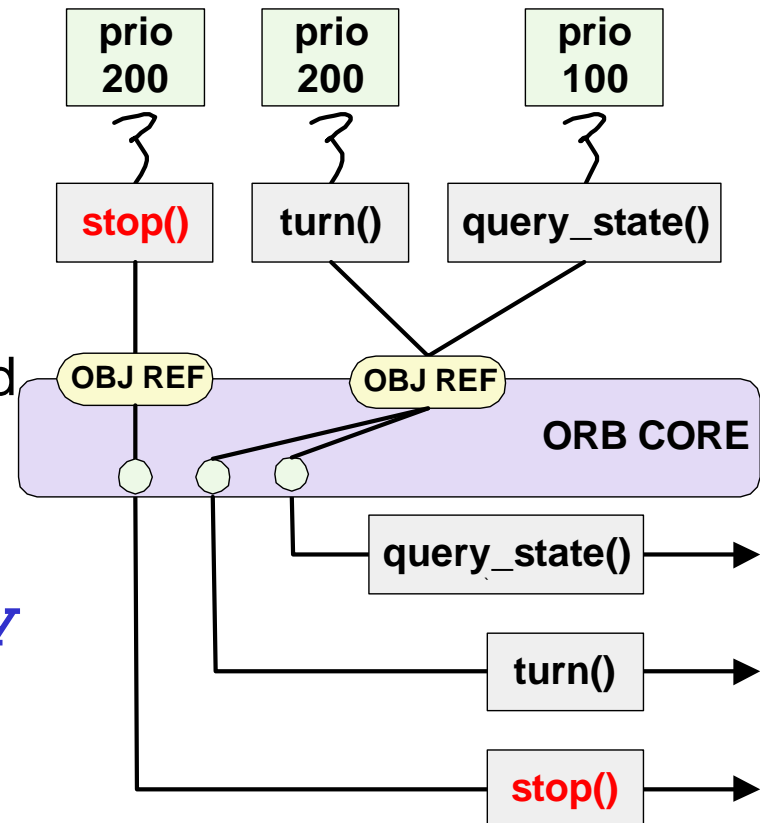 prio
200
prio
200
prio
100
stop()
turn()
query_state()
d
OBJ REF
OBJ REF
ORB CORE
query_state()
Y
turn()
stop()